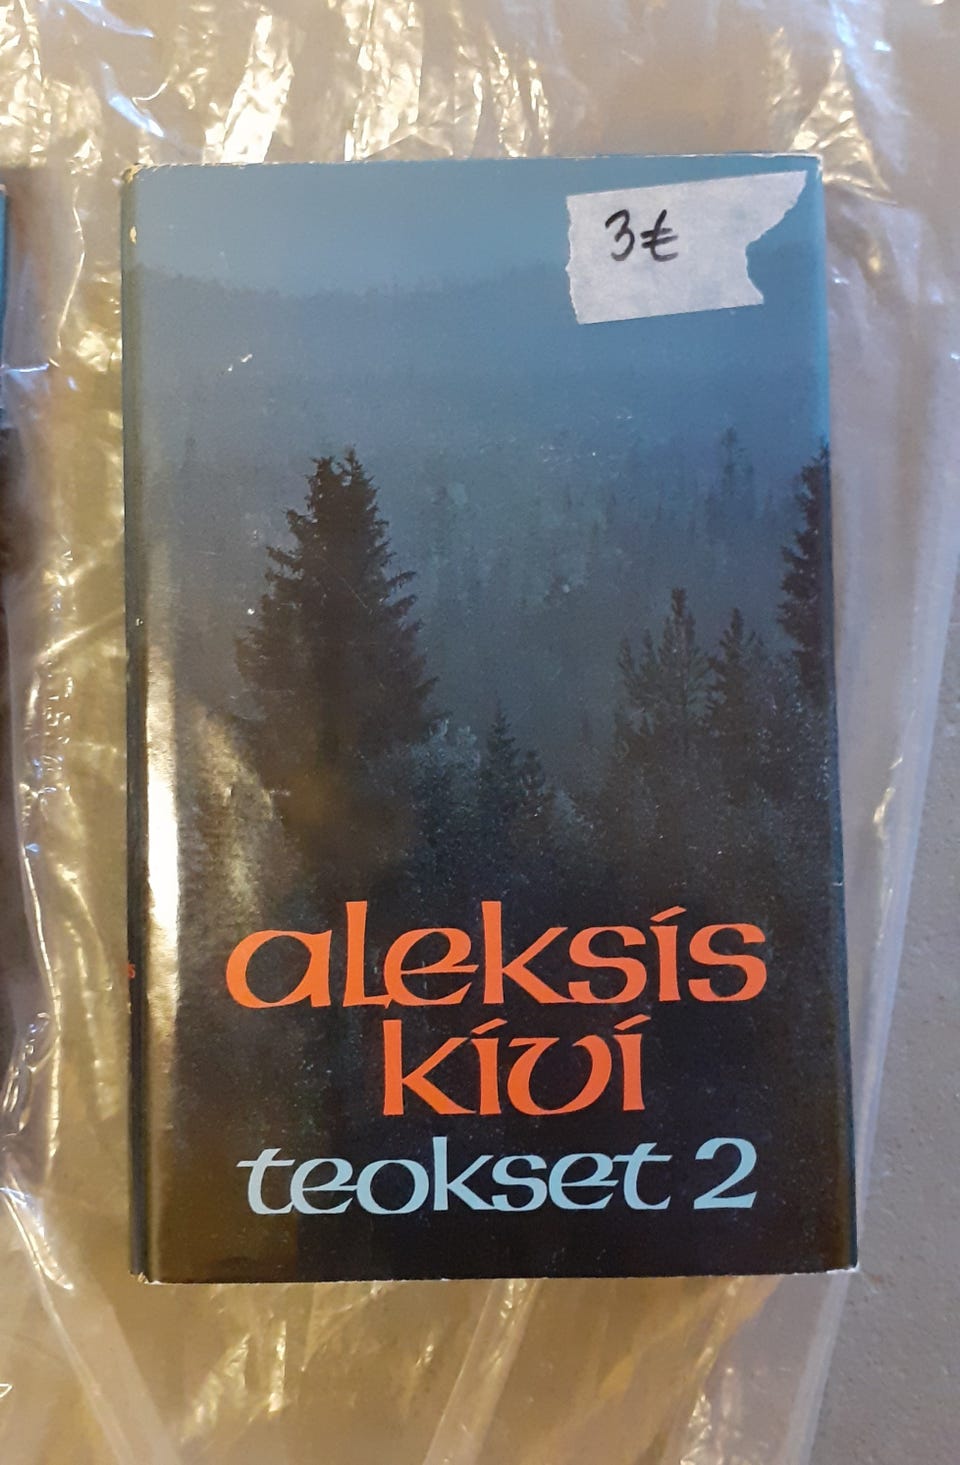 3€
aleksis
kivi
teokset 2